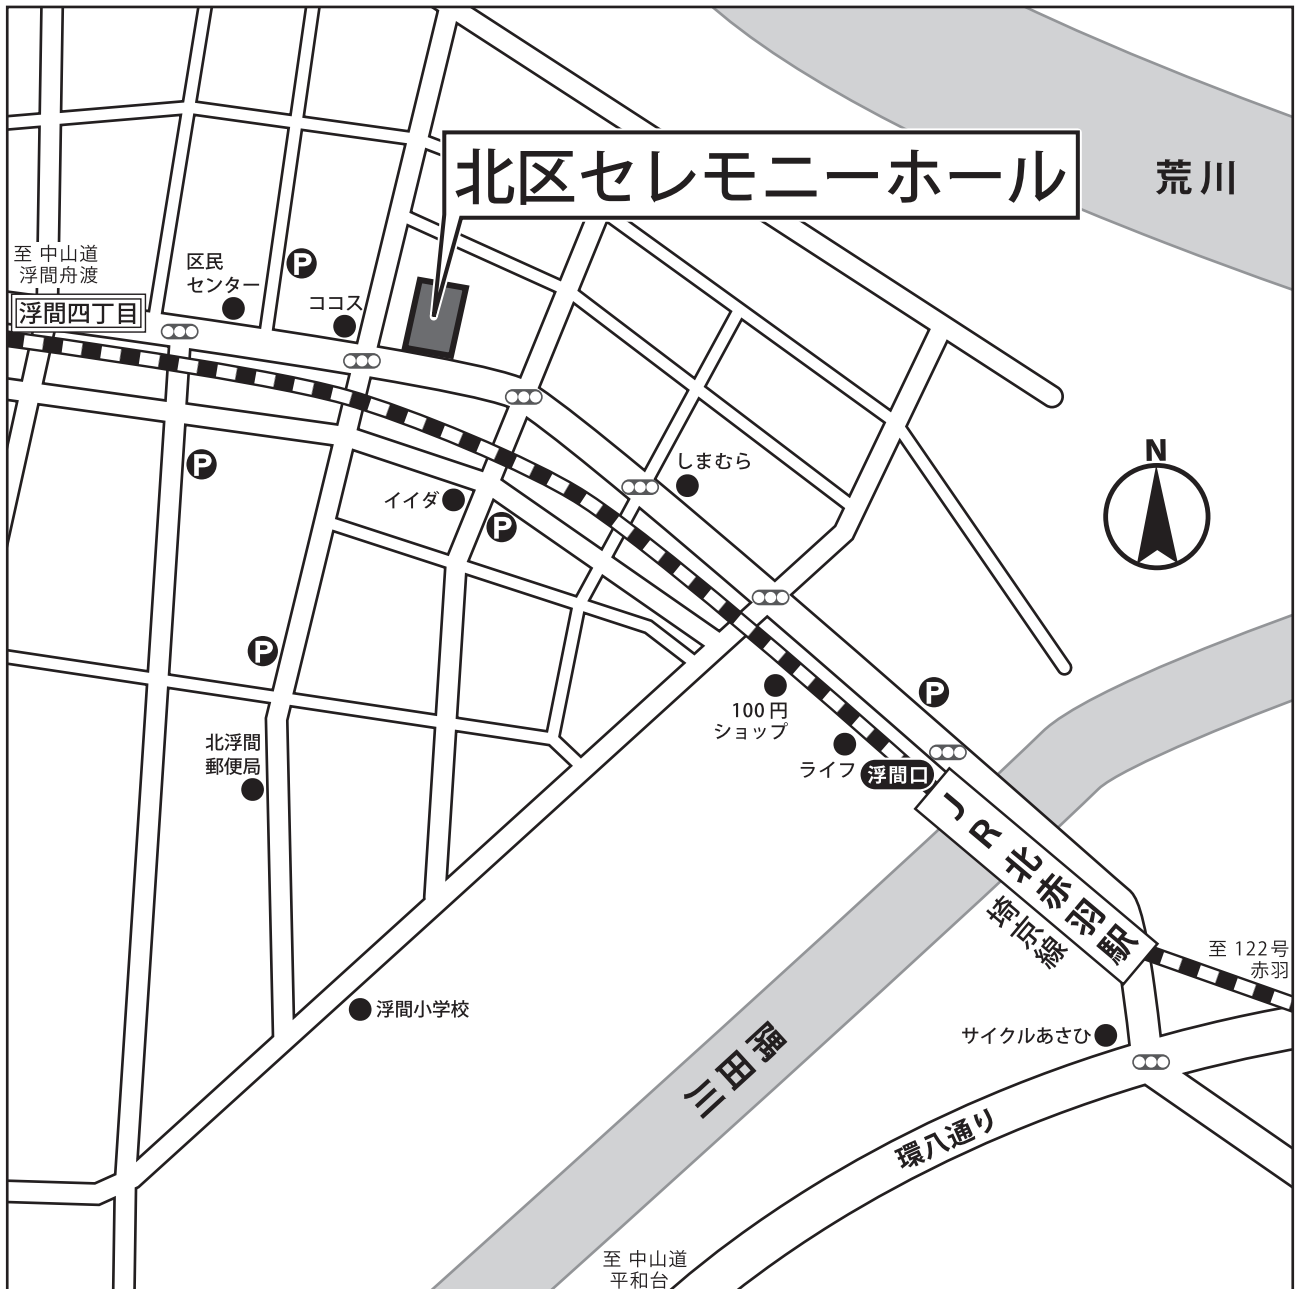 北区セレモニーホール
荒川
至 中山道
浮間舟渡
浮間四丁目
区民
センター
P
ココス
N
しまむら
イイダ
P
P
P
P
100円
ショップ
ライフ
浮間口
北浮間
郵便局
JR北赤羽駅
埼京線
至 122号
赤羽
浮間小学校
サイクルあさひ
隅田川
環八通り
至 中山道
平和台